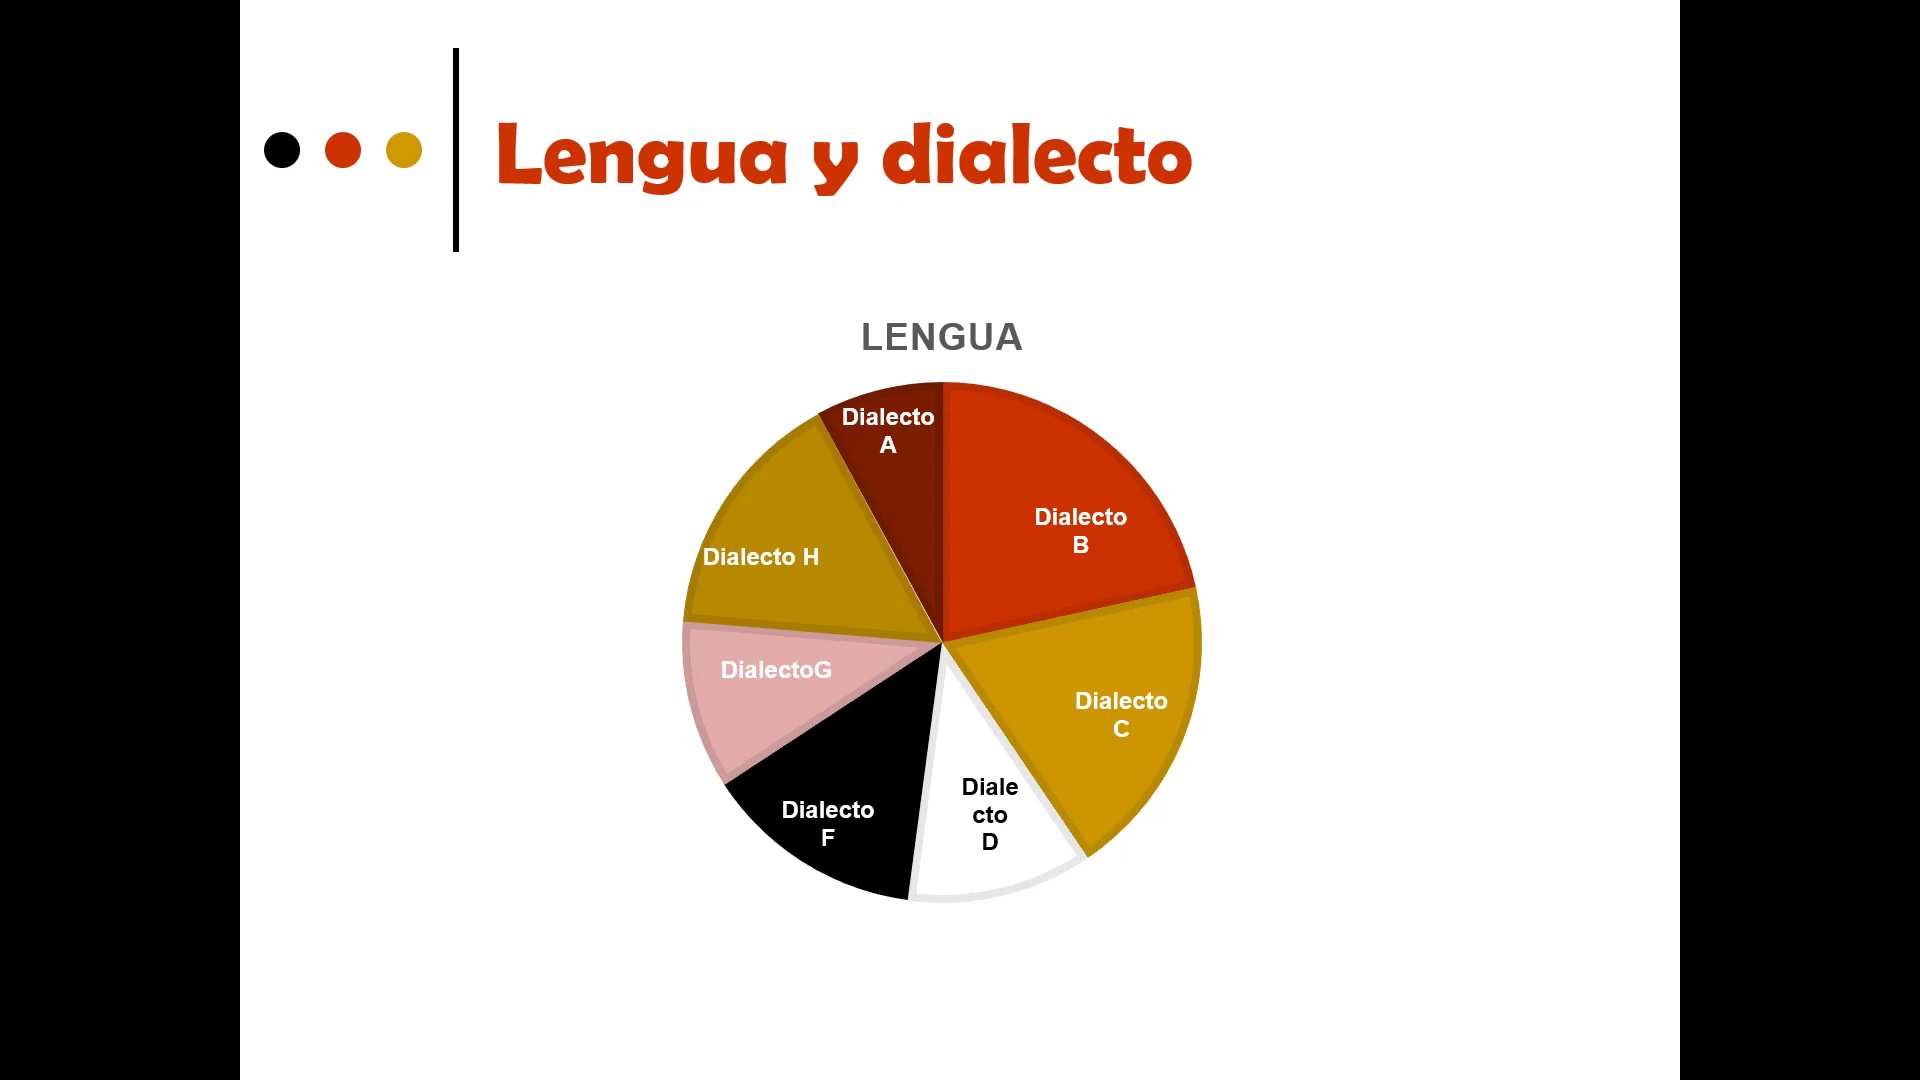 Lengua y dialecto
LENGUA
Dialecto
A
Dialecto
B
Dialecto H
DialectoG
Dialecto
C
Diale
cto
D
Dialecto
F